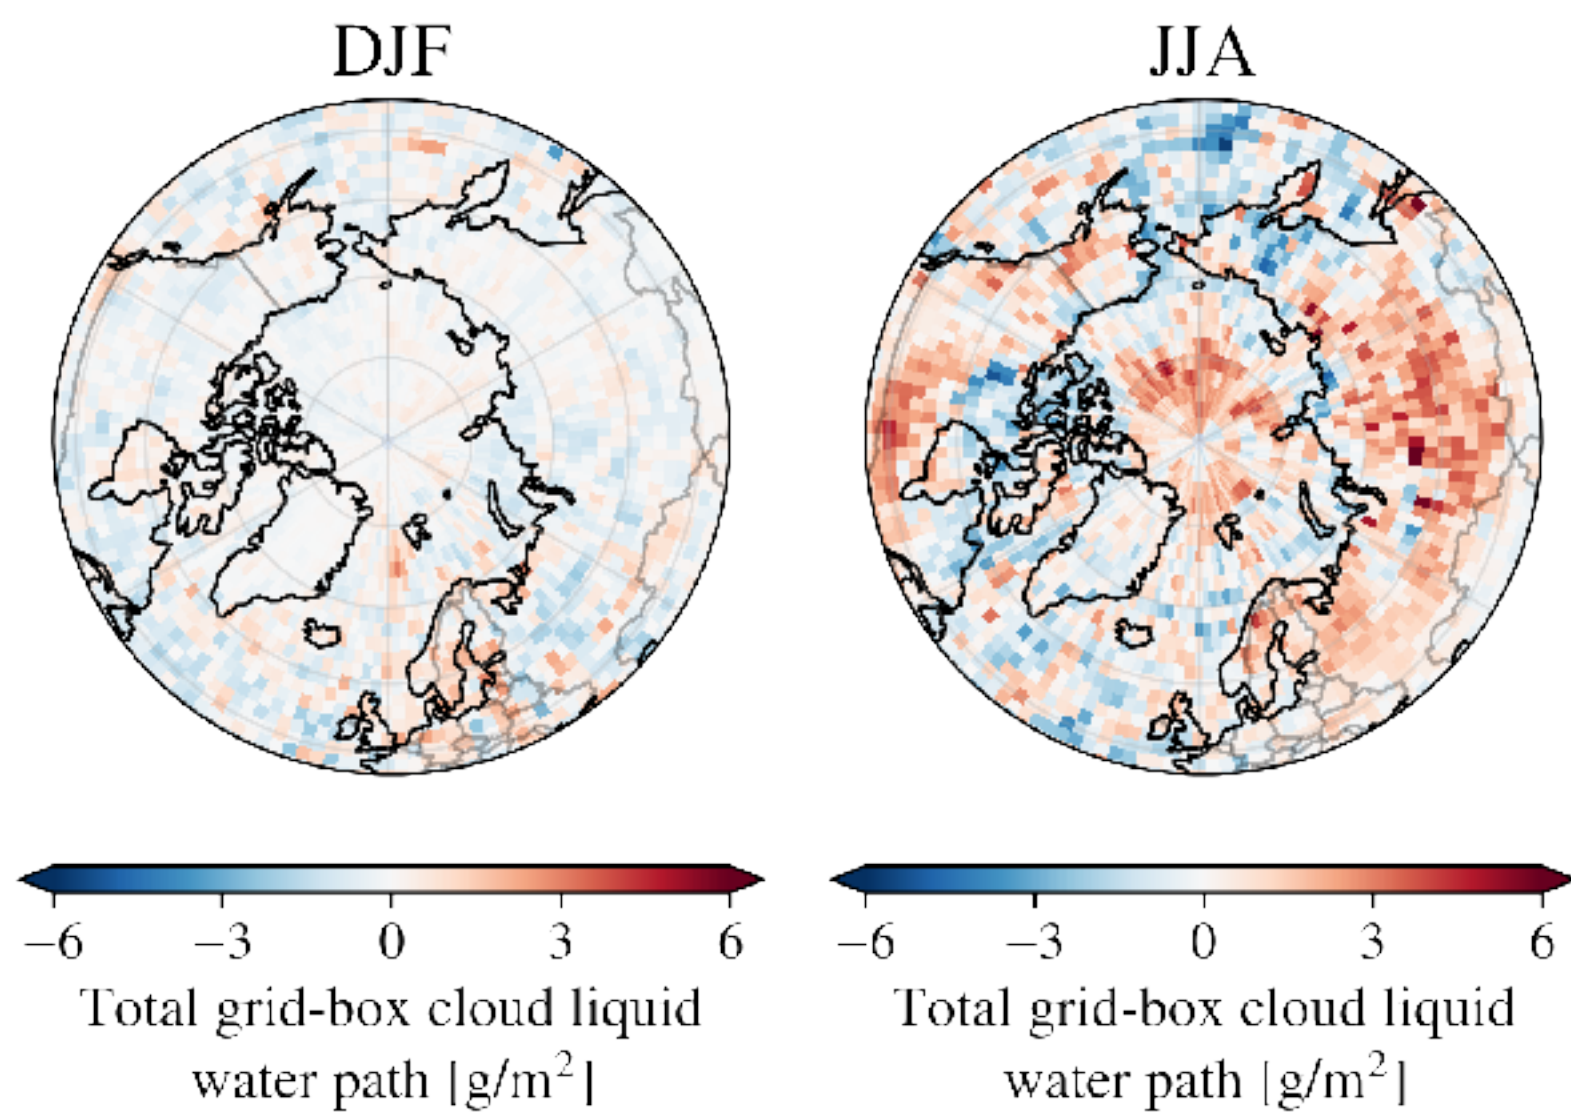 DJF JJA
−6 −3 0 3 6 −6 −3 0 3 6
Total grid-box cloud liquid Total grid-box cloud liquid
water path [g/m²] water path [g/m²]